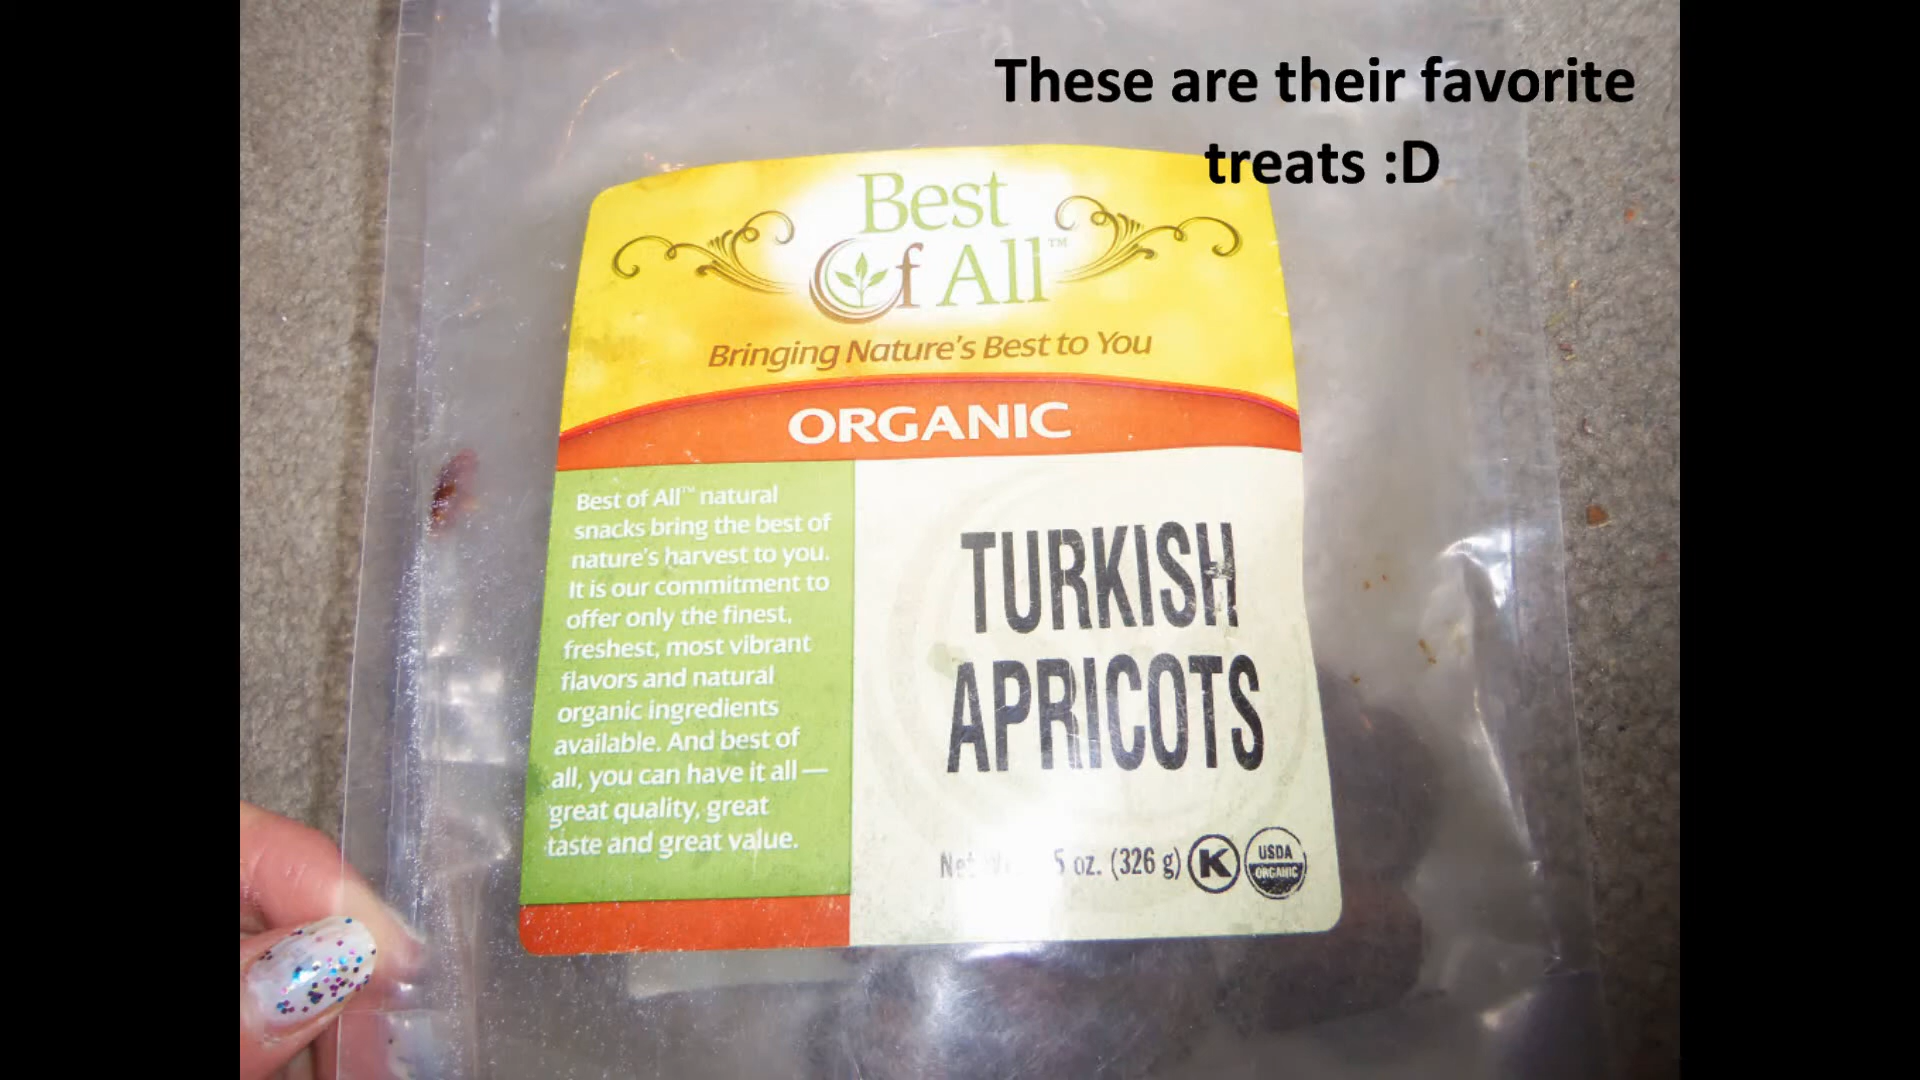 These are their favorite
treats :D
Best
Of All™
Bringing Nature's Best to You
ORGANIC
Best of All™ natural
snacks bring the best of
nature's harvest to you.
It is our commitment to
offer only the finest,
freshest, most vibrant
flavors and natural
organic ingredients
available. And best of
all, you can have it all —
great quality, great
taste and great value.
TURKISH
APRICOTS
Net 5 oz. (326 g) K USDA
ORGANIC